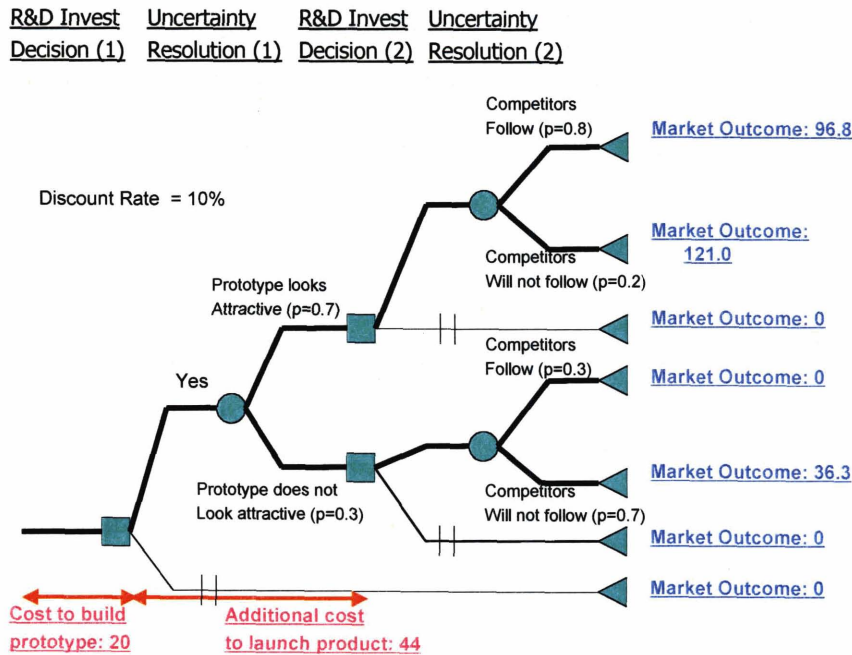 R&D Invest Uncertainty R&D Invest Uncertainty
Decision (1) Resolution (1) Decision (2) Resolution (2)
Competitors
Follow (p=0.8)
Market Outcome: 96.8
Discount Rate = 10%
Market Outcome:
121.0
Competitors
Will not follow (p=0.2)
Prototype looks
Attractive (p=0.7)
Market Outcome: 0
Competitors
Follow (p=0.3)
Market Outcome: 0
Yes
Market Outcome: 36.3
Prototype does not
Look attractive (p=0.3)
Competitors
Will not follow (p=0.7)
Market Outcome: 0
Market Outcome: 0
Cost to build
prototype: 20
Additional cost
to launch product: 44